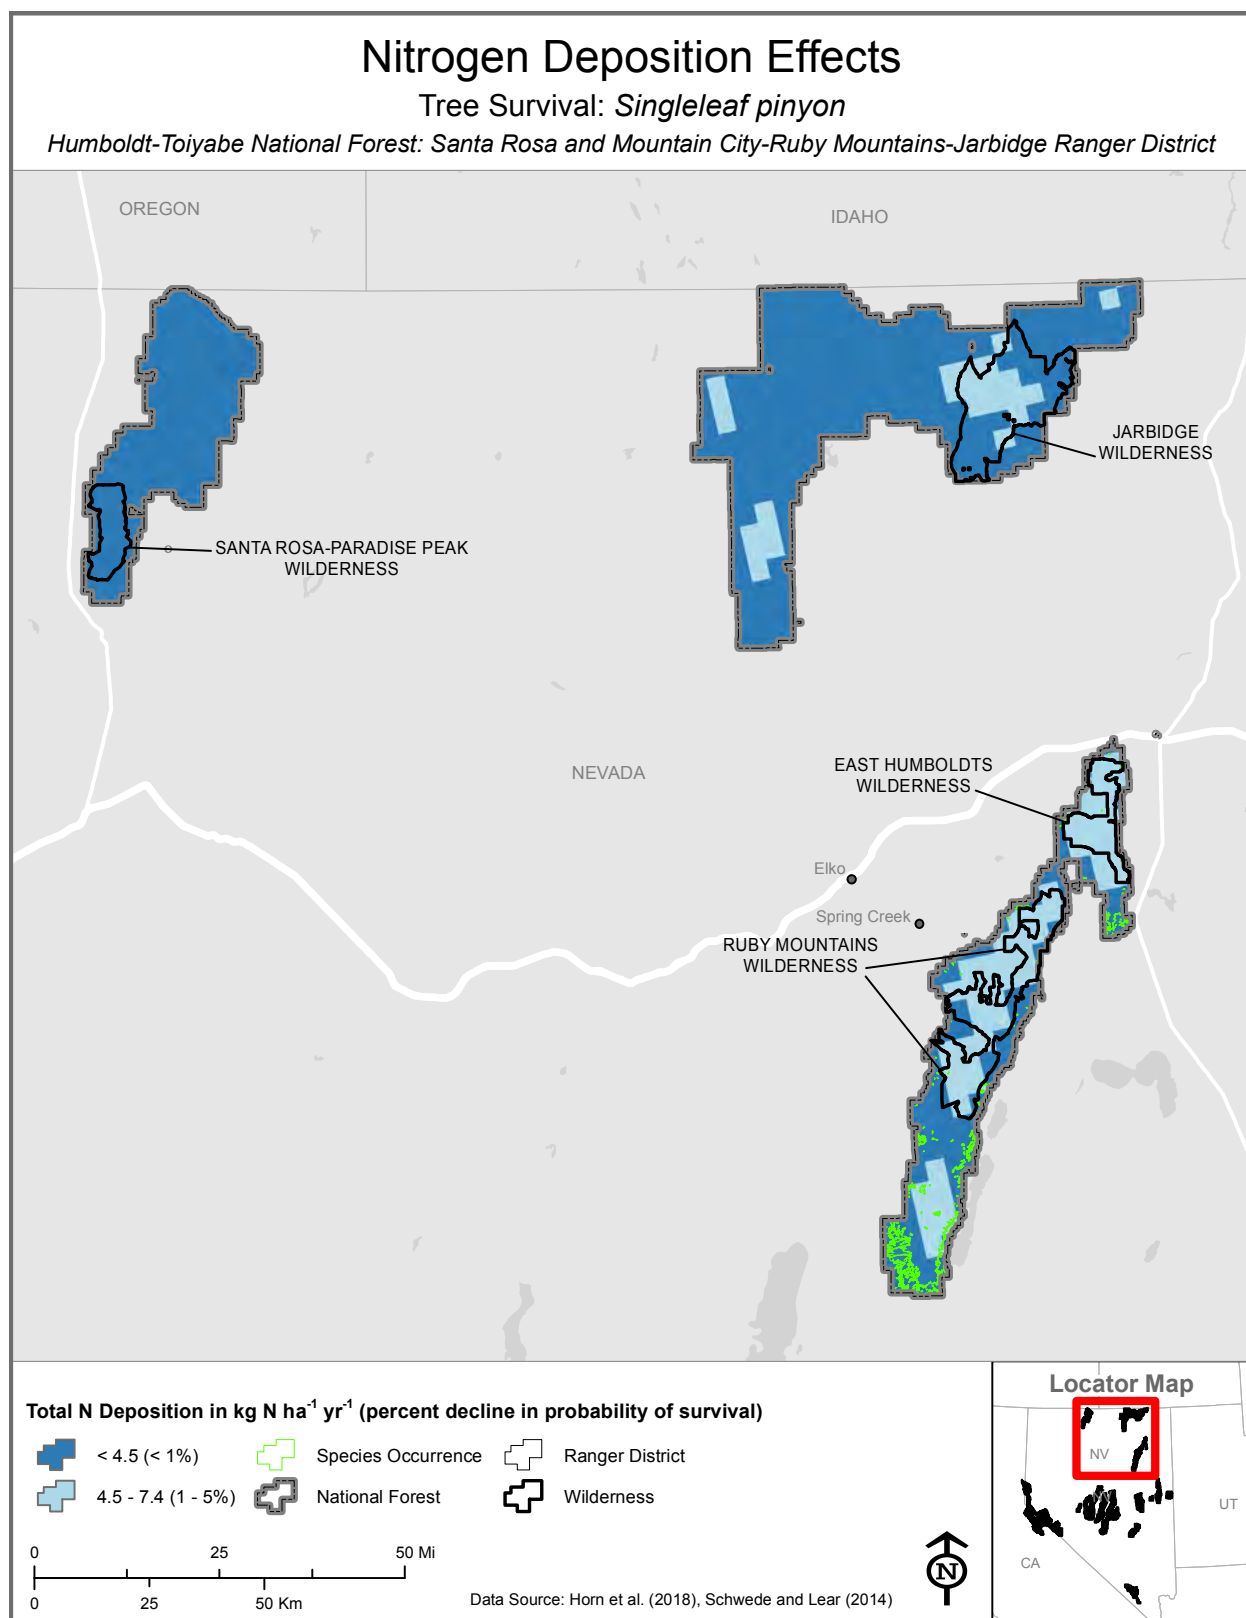 Nitrogen Deposition Effects
Tree Survival: Singleleaf pinyon
Humboldt-Toiyabe National Forest: Santa Rosa and Mountain City-Ruby Mountains-Jarbidge Ranger District
OREGON
IDAHO
JARBIDGE
WILDERNESS
SANTA ROSA-PARADISE PEAK
WILDERNESS
NEVADA
EAST HUMBOLDTS
WILDERNESS
Elko
Spring Creek
RUBY MOUNTAINS
WILDERNESS
Total N Deposition in kg N ha-1 yr-1 (percent decline in probability of survival)
< 4.5 (< 1%)
Species Occurrence
Ranger District
4.5 - 7.4 (1 - 5%)
National Forest
Wilderness
0 25 50 Mi
0 25 50 Km
N
Data Source: Horn et al. (2018), Schwede and Lear (2014)
Locator Map
NV
NV
UT
CA